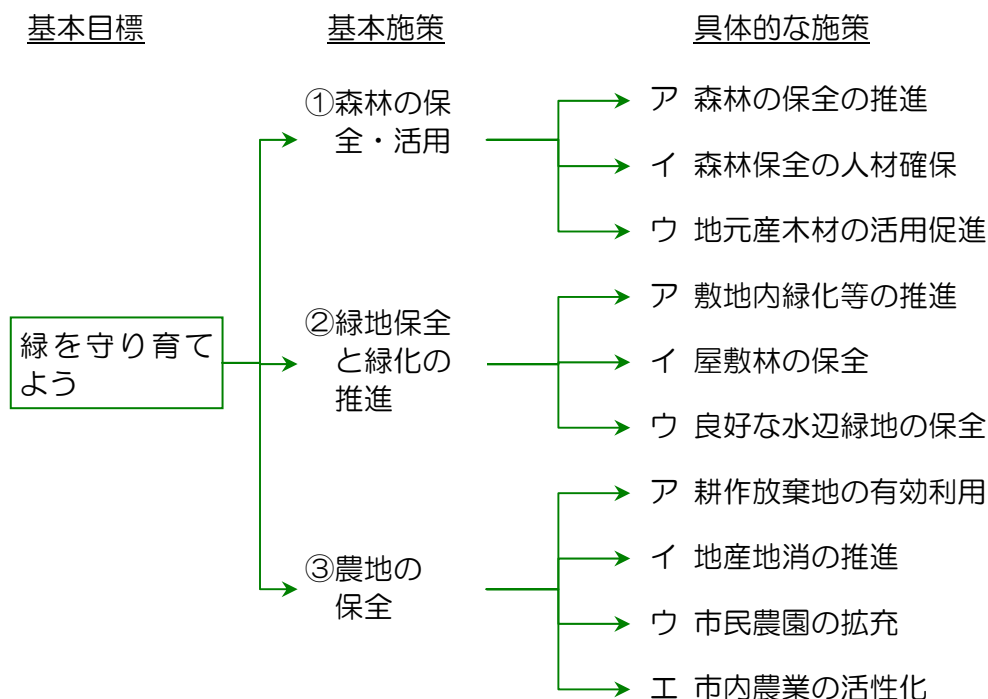 基本目標
基本施策
具体的な施策
緑を守り育て
よう
①森林の保
全・活用
ア 森林の保全の推進
イ 森林保全の人材確保
ウ 地元産木材の活用促進
②緑地保全
と緑化の
推進
ア 敷地内緑化等の推進
イ 屋敷林の保全
ウ 良好な水辺緑地の保全
③農地の
保全
ア 耕作放棄地の有効利用
イ 地産地消の推進
ウ 市民農園の拡充
エ 市内農業の活性化